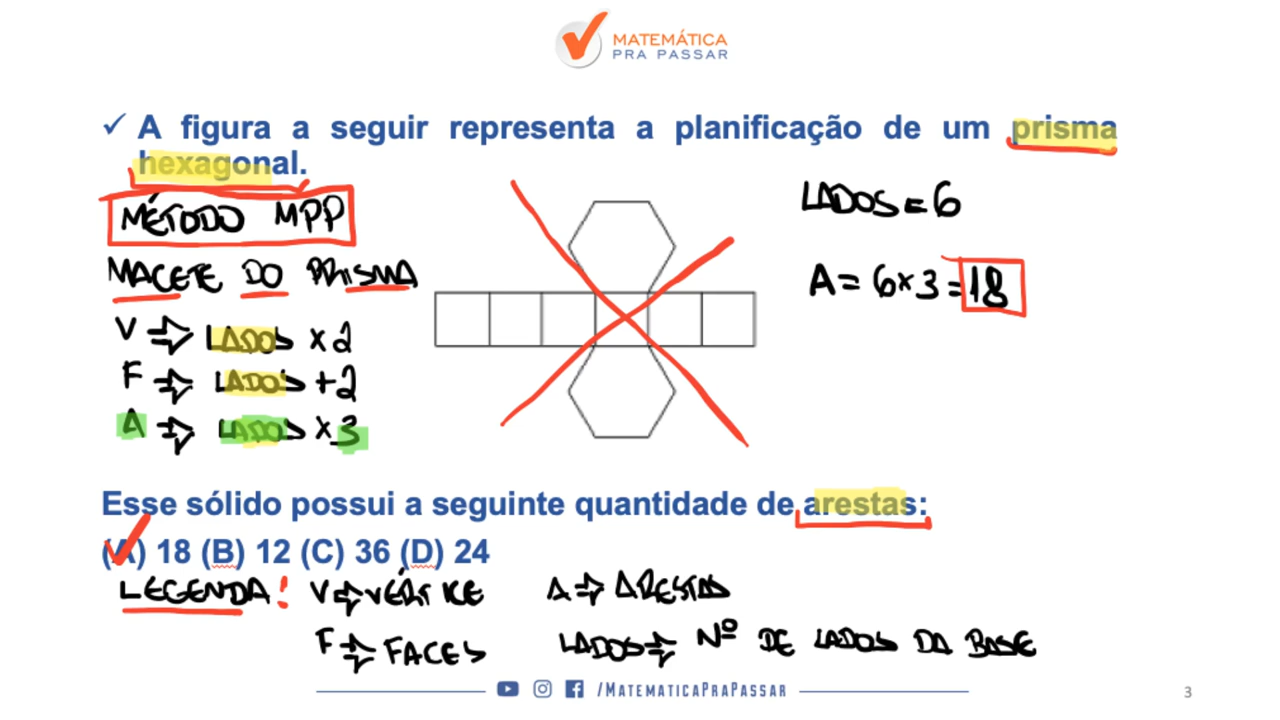 MATEMÁTICA
PRA PASSAR
✓ A figura a seguir representa a planificação de um prisma
hexagonal.
MÉTODO MPP
MACETE DO PRISMA
V ⇒ LADOS × 2
F ⇒ LADOS + 2
A ⇒ LADOS × 3
LADOS = 6
A = 6×3 = 18
Esse sólido possui a seguinte quantidade de arestas:
(A) 18 (B) 12 (C) 36 (D) 24
LEGENDA! V ⇒ VÉRTICE A ⇒ ARESTAS
F ⇒ FACES LADOS ⇒ Nº DE LADOS DA BASE
/MATEMATICAPRAPASSAR
3